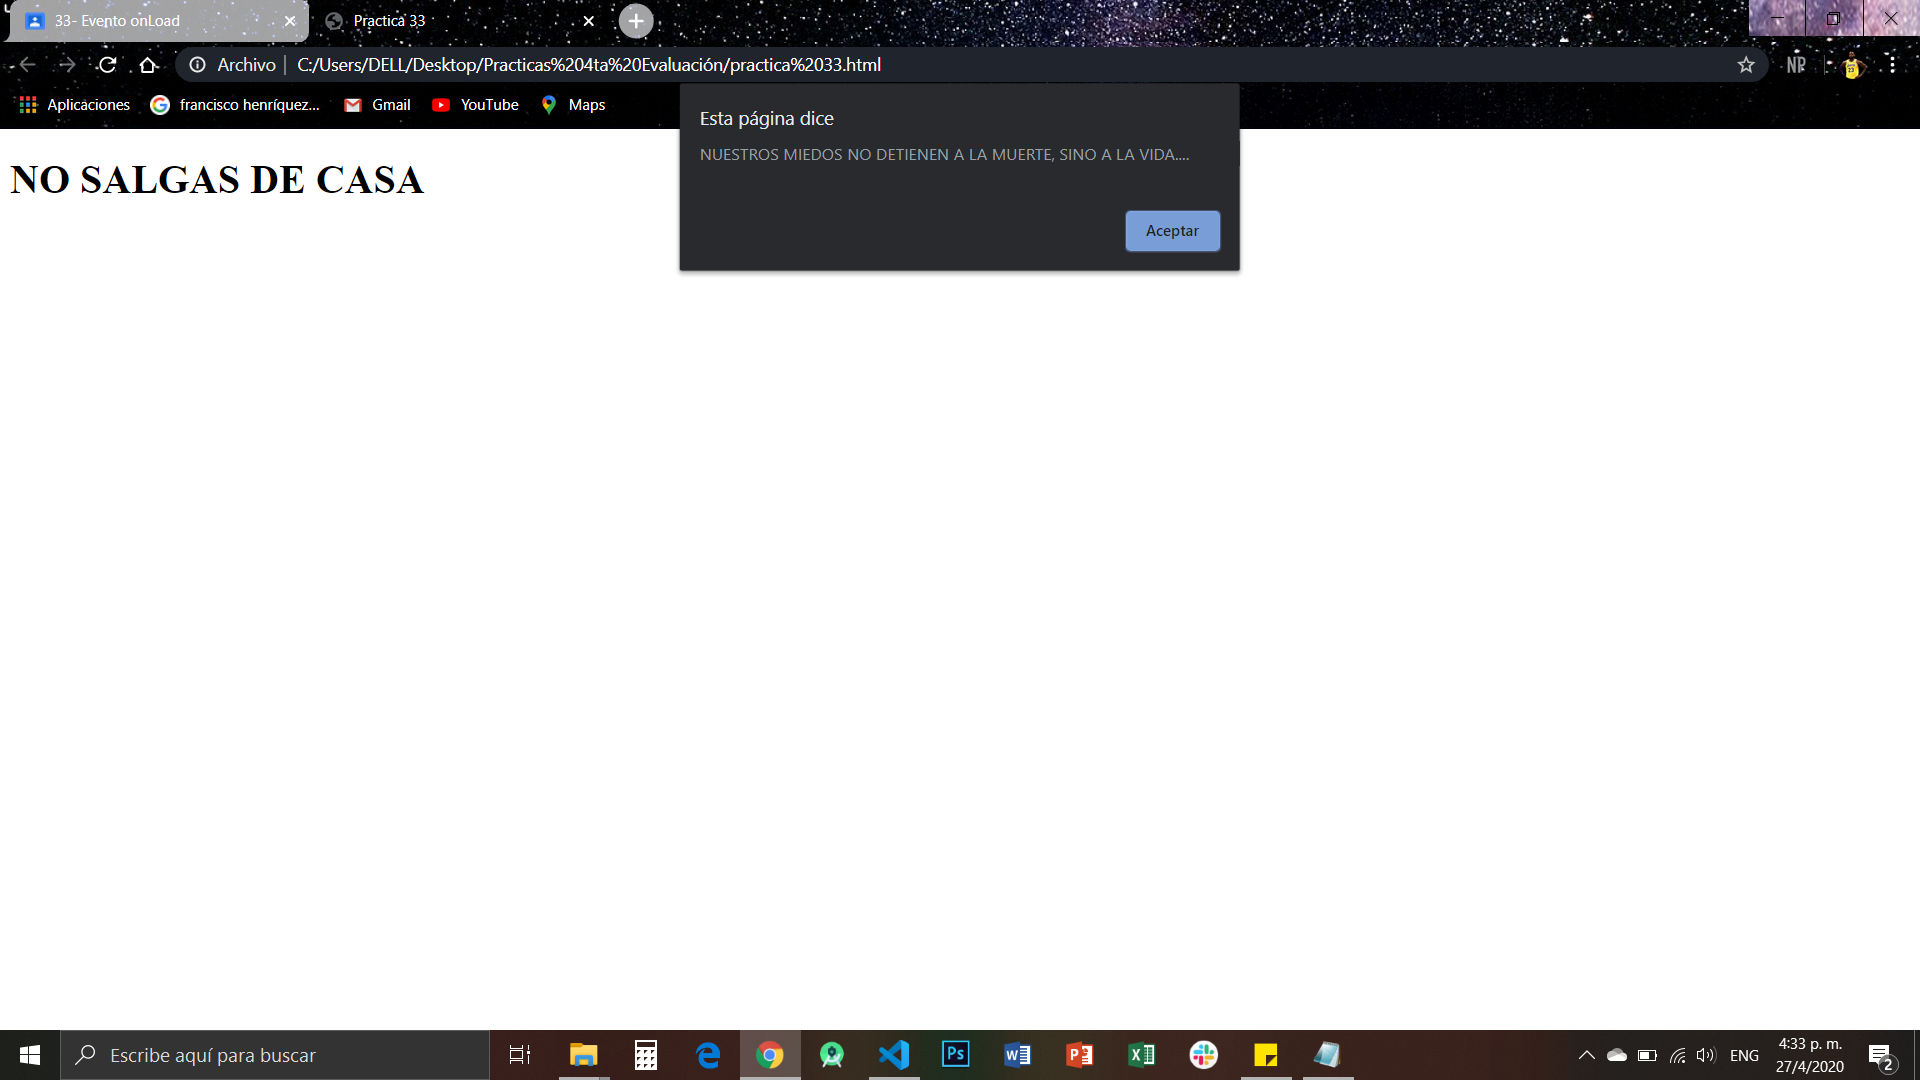 33- Evento onLoad
Practica 33
Archivo | C:/Users/DELL/Desktop/Practicas%204ta%20Evaluación/practica%2033.html
NR
Aplicaciones
francisco henríquez...
Gmail
YouTube
Maps
Esta página dice
NUESTROS MIEDOS NO DETIENEN A LA MUERTE, SINO A LA VIDA....
Aceptar
NO SALGAS DE CASA
Escribe aquí para buscar
Ps
ENG
4:33 p. m.
27/4/2020
2